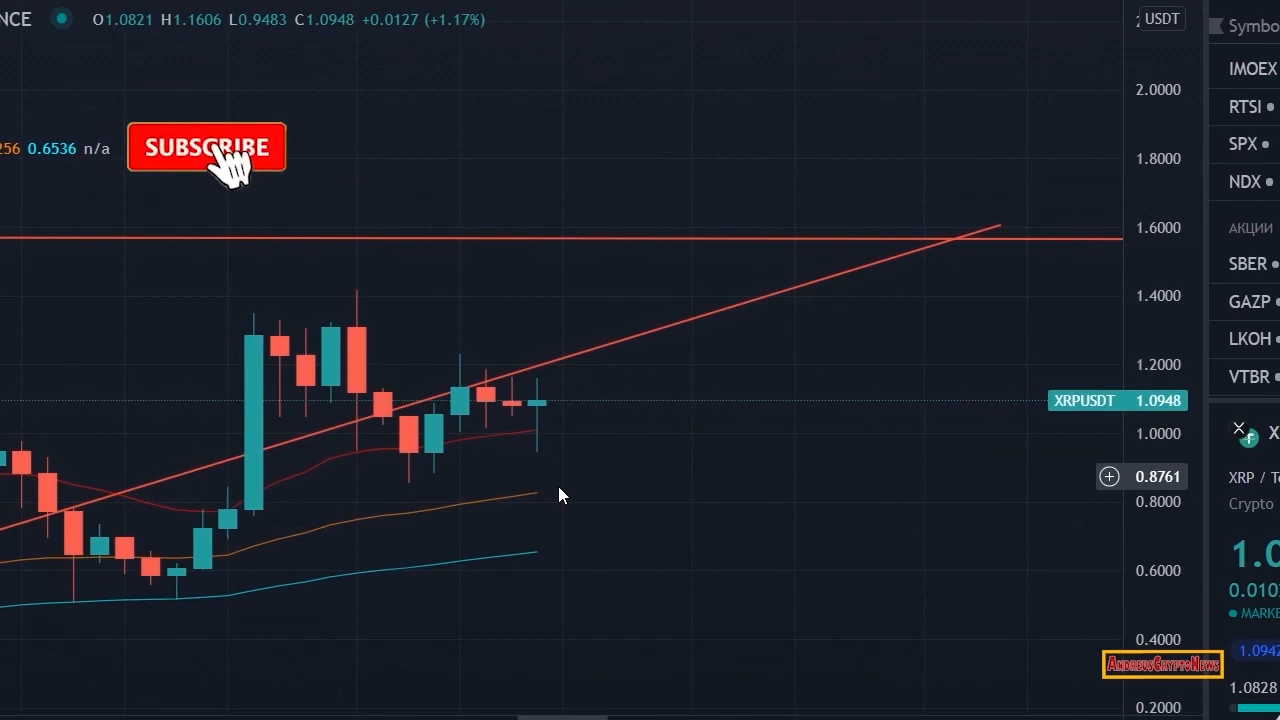 NCE O1.0821 H1.1606 L0.9483 C1.0948 +0.0127 (+1.17%)
256 0.6536 n/a
SUBSCRIBE
USDT
2.0000
1.8000
1.6000
1.4000
1.2000
XRPUSDT 1.0948
1.0000
0.8761
0.8000
0.6000
0.4000
0.2000
AndreysCryptoNews
Symbo
IMOEX
RTSI
SPX
NDX
АКЦИИ
SBER
GAZP
LKOH
VTBR
X
XRP / Te
Crypto
1.0
0.010
MARKE
1.0942
1.0828